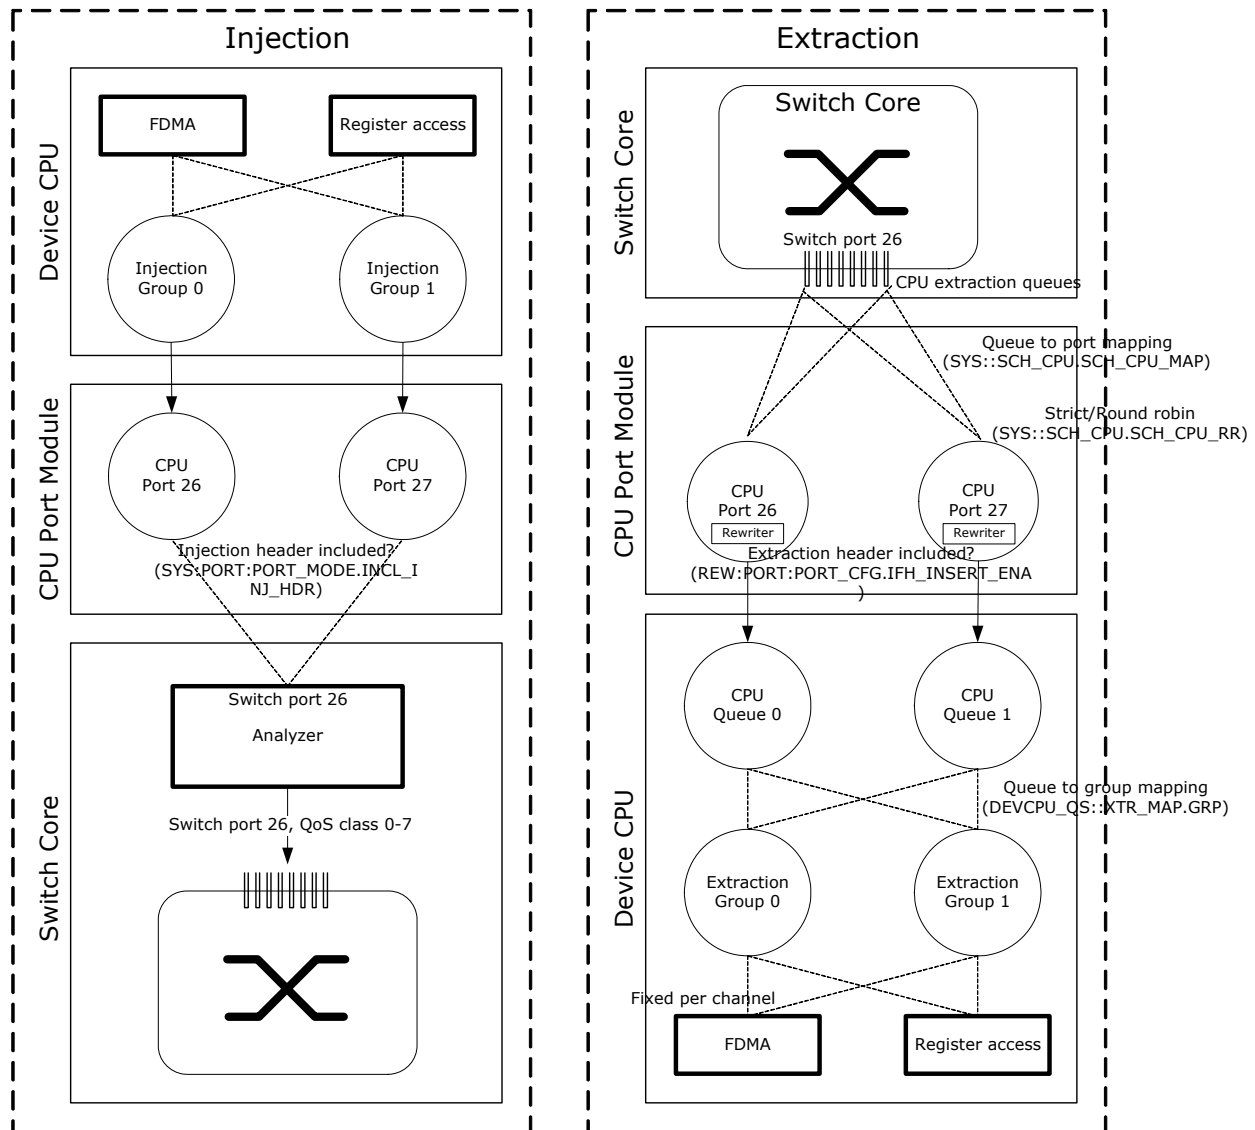 Injection
Device CPU
FDMA
Register access
Injection
Group 0
Injection
Group 1
CPU Port Module
CPU
Port 26
CPU
Port 27
Injection header included?
(SYS:PORT:PORT_MODE.INCL_I
NJ_HDR)
Switch Core
Switch port 26
Analyzer
Switch port 26, QoS class 0-7
Extraction
Switch Core
Switch Core
Switch port 26
CPU extraction queues
CPU Port Module
Queue to port mapping
(SYS::SCH_CPU.SCH_CPU_MAP)
Strict/Round robin
(SYS::SCH_CPU.SCH_CPU_RR)
CPU
Port 26
Rewriter
CPU
Port 27
Rewriter
Extraction header included?
(REW:PORT:PORT_CFG.IFH_INSERT_ENA
)
Device CPU
CPU
Queue 0
CPU
Queue 1
Queue to group mapping
(DEVCPU_QS::XTR_MAP.GRP)
Extraction
Group 0
Extraction
Group 1
Fixed per channel
FDMA
Register access